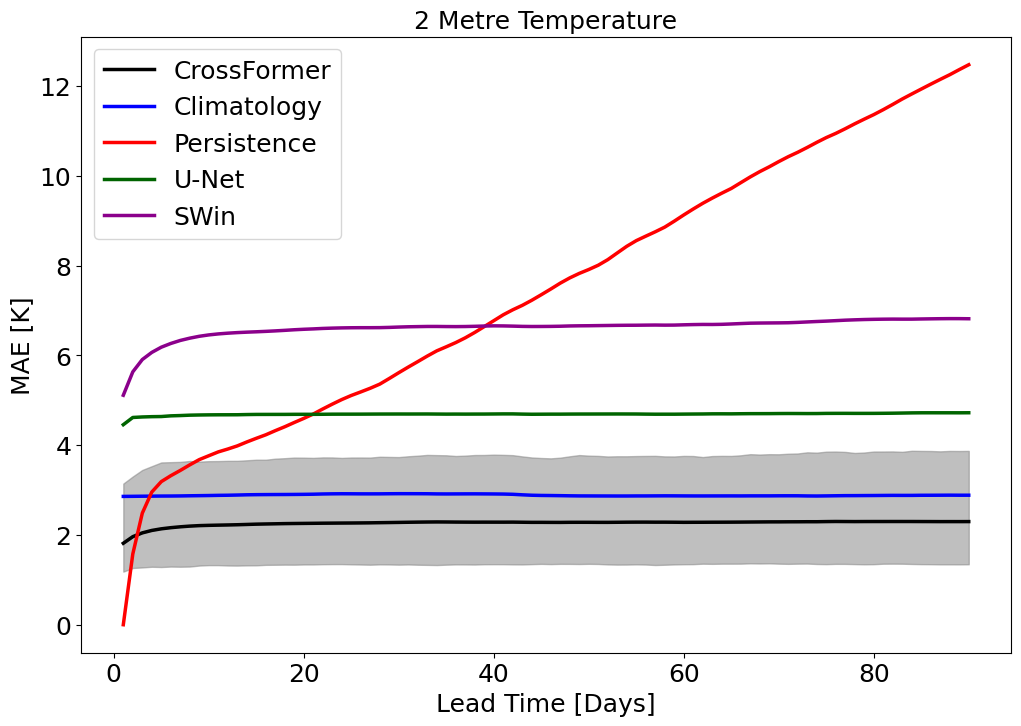 2 Metre Temperature
CrossFormer
Climatology
Persistence
U-Net
SWin
MAE [K]
12
10
8
6
4
2
0
0 20 40 60 80
Lead Time [Days]